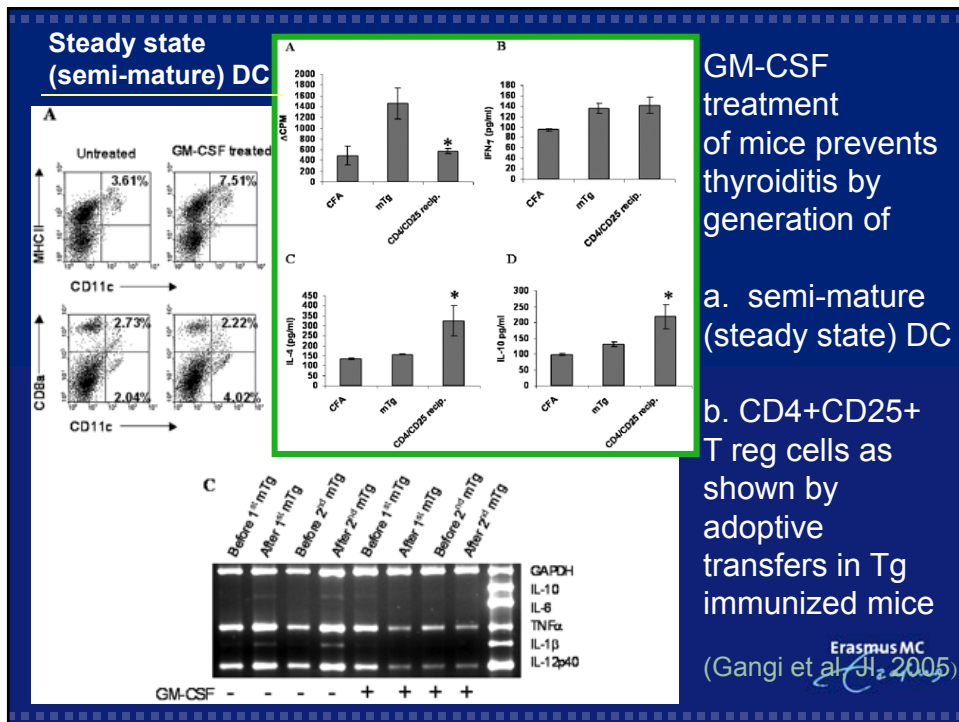 Steady state
(semi-mature) DC
A
Untreated
GM-CSF treated
3.61%
7.51%
MHC II
CD11c
2.73%
2.22%
2.04%
4.02%
CD8a
CD11c
A
ΔCPM
2000
1800
1600
1400
1200
1000
800
600
400
200
0
*
CFA
mTg
CD4/CD25 recip.
B
IFNγ (pg/ml)
180
160
140
120
100
80
60
40
20
0
CFA
mTg
CD4/CD25 recip.
C
IL-4 (pg/ml)
450
400
350
300
250
200
150
100
50
0
*
CFA
mTg
CD4/CD25 recip.
D
IL-10 (pg/ml)
300
250
200
150
100
50
0
*
CFA
mTg
CD4/CD25 recip.
C
Before 1st mTg
After 1st mTg
Before 2nd mTg
After 2nd mTg
Before 1st mTg
After 1st mTg
Before 2nd mTg
After 2nd mTg
GAPDH
IL-10
IL-6
TNFα
IL-1β
IL-12p40
GM-CSF - - - - + + + +
GM-CSF
treatment
of mice prevents
thyroiditis by
generation of
a. semi-mature
(steady state) DC
b. CD4+CD25+
T reg cells as
shown by
adoptive
transfers in Tg
immunized mice
(Gangi et al, JI, 2005)
Erasmus MC
Erasmus